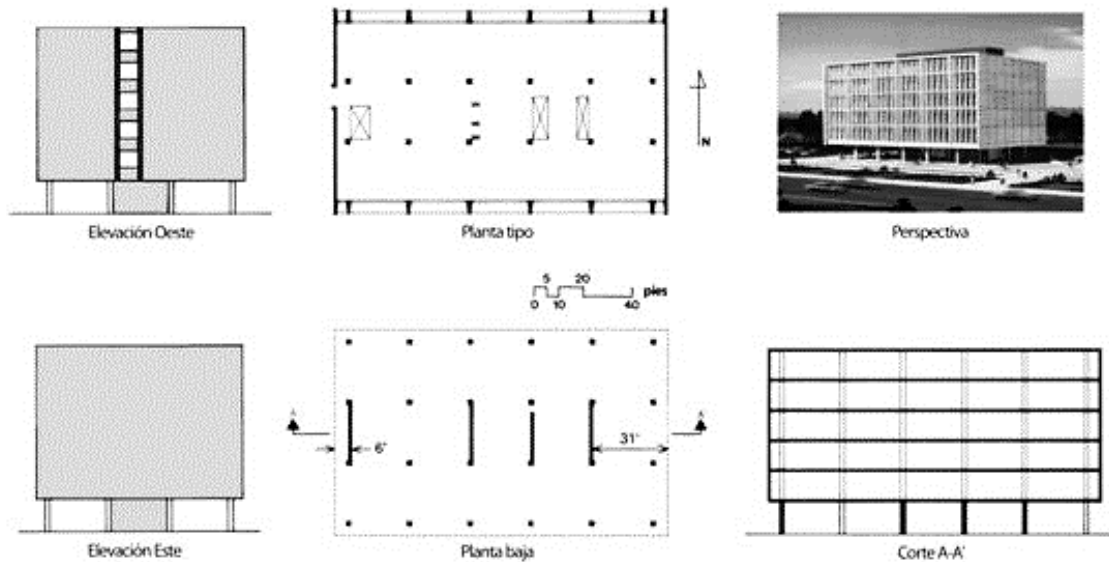 N
Elevación Oeste
Planta tipo
Perspectiva
5 20 pies
0 10 40
A A
6'
31'
Elevación Este
Planta baja
Corte A-A'